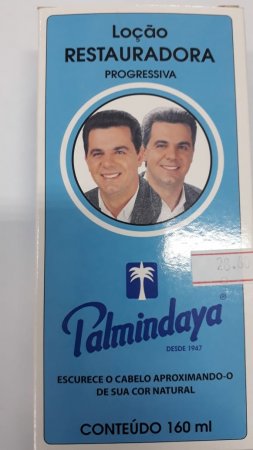 Loção
RESTAURADORA
PROGRESSIVA
Palmindaya®
DESDE 1947
ESCURECE O CABELO APROXIMANDO-O
DE SUA COR NATURAL
CONTEÚDO 160 ml